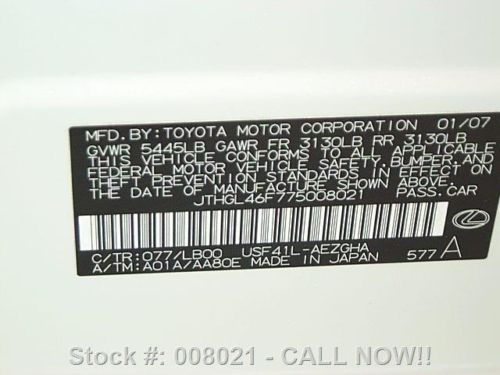 MFD. BY: TOYOTA MOTOR CORPORATION 01/07
GVWR 5445LB GAWR FR 3130LB RR 3130LB
THIS VEHICLE CONFORMS TO ALL APPLICABLE
FEDERAL MOTOR VEHICLE SAFETY, BUMPER, AND
THEFT PREVENTION STANDARDS IN EFFECT ON
THE DATE OF MANUFACTURE SHOWN ABOVE.
JTHGL46F775008021 PASS. CAR
C/TR: 077/LB00 USF41L-AEZGHA
A/TM: A01A/AA80E MADE IN JAPAN 577 A
Stock #: 008021 - CALL NOW!!